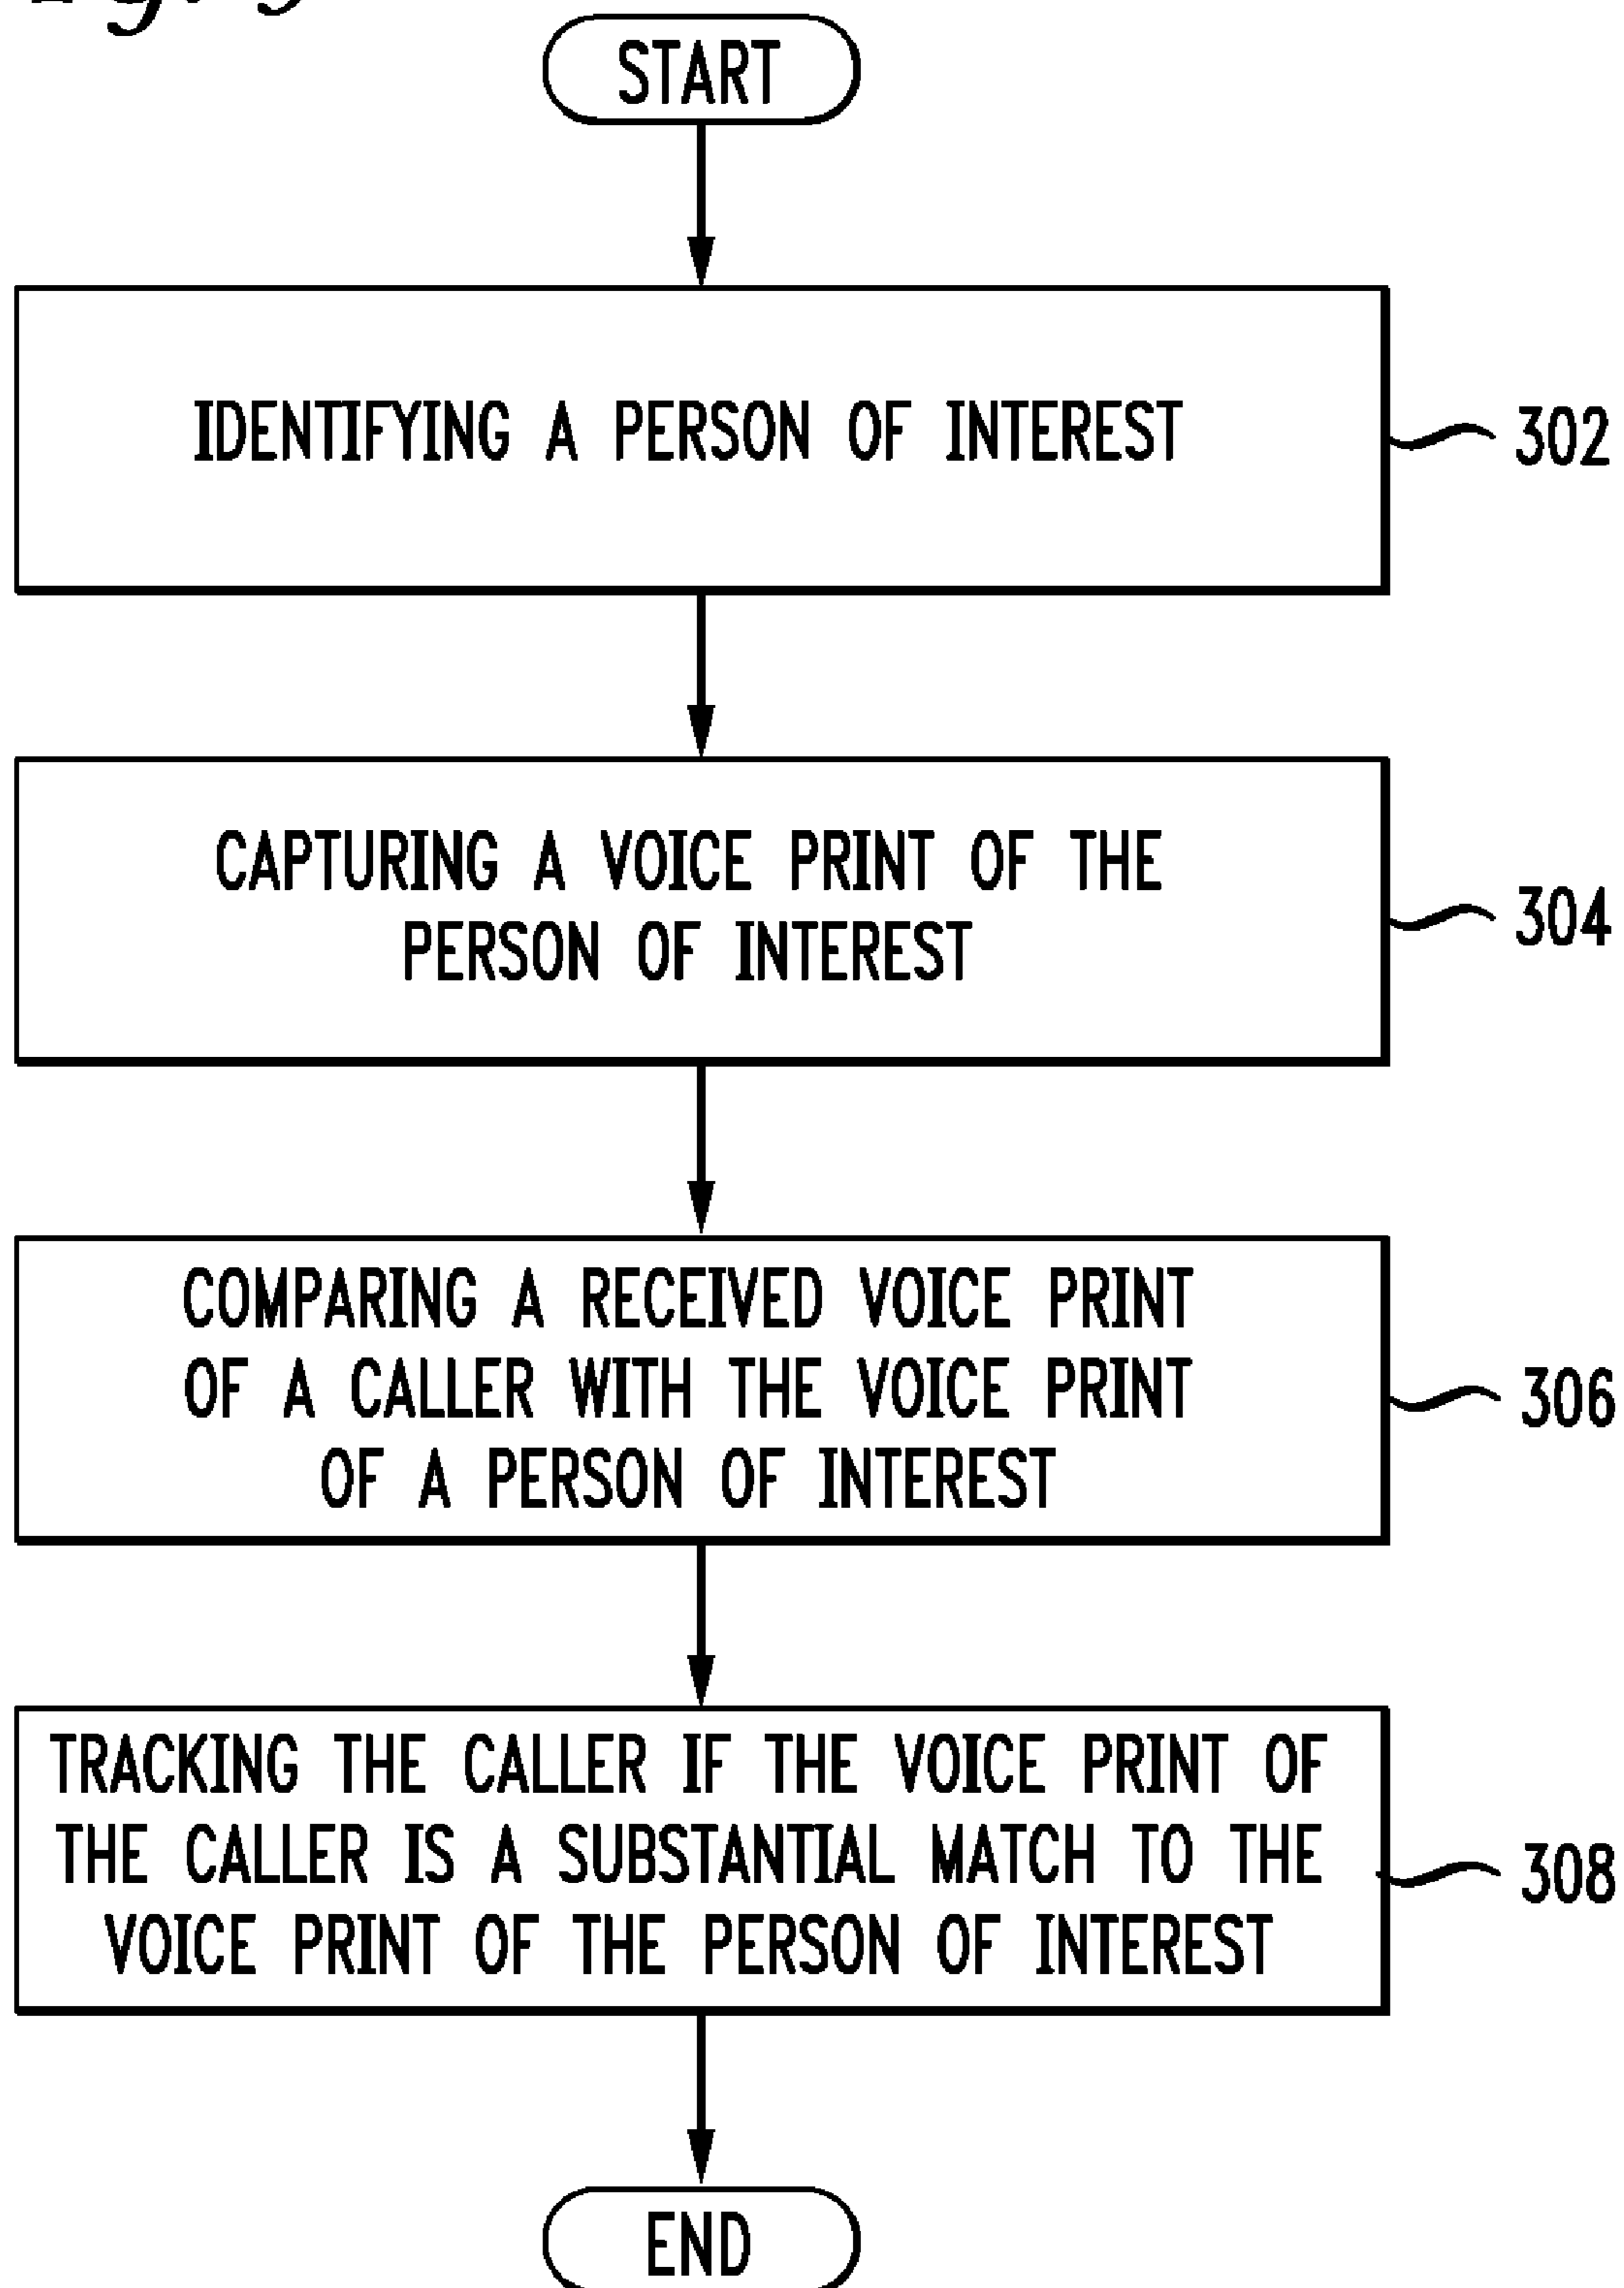 START
IDENTIFYING A PERSON OF INTEREST
302
CAPTURING A VOICE PRINT OF THE
PERSON OF INTEREST
304
COMPARING A RECEIVED VOICE PRINT
OF A CALLER WITH THE VOICE PRINT
OF A PERSON OF INTEREST
306
TRACKING THE CALLER IF THE VOICE PRINT OF
THE CALLER IS A SUBSTANTIAL MATCH TO THE
VOICE PRINT OF THE PERSON OF INTEREST
308
END